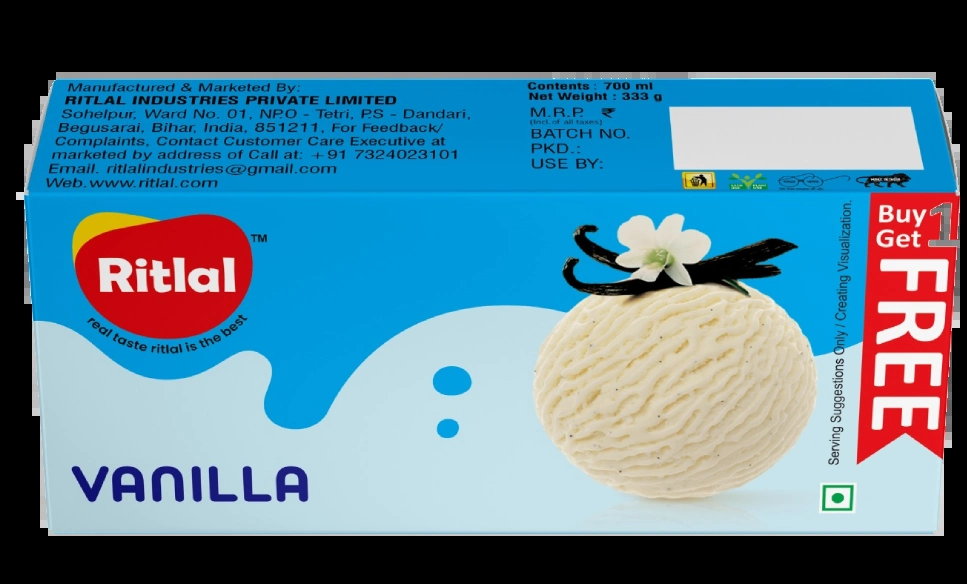 Manufactured & Marketed By:
RITLAL INDUSTRIES PRIVATE LIMITED
Sohelpur, Ward No. 01, N.P.O - Tetri, P.S - Dandari,
Begusarai, Bihar, India, 851211, For Feedback/
Complaints, Contact Customer Care Executive at
marketed by address of Call at: +91 7324023101
Email. ritlalindustries@gmail.com
Web.www.ritlal.com
Contents : 700 ml
Net Weight : 333 g
M.R.P. ₹
(Incl. of all taxes)
BATCH NO.
PKD.:
USE BY:
MAKE IN INDIA
Ritlal
TM
real taste ritlal is the best
VANILLA
Serving Suggestions Only / Creating Visualization.
Buy 1
Get
FREE